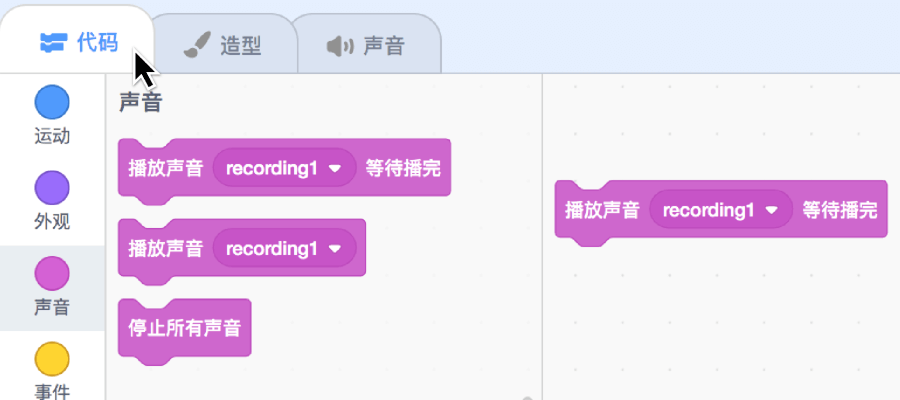 代码 造型 声音
运动
外观
声音
事件
声音
播放声音 recording1 等待播完
播放声音 recording1
停止所有声音
播放声音 recording1 等待播完